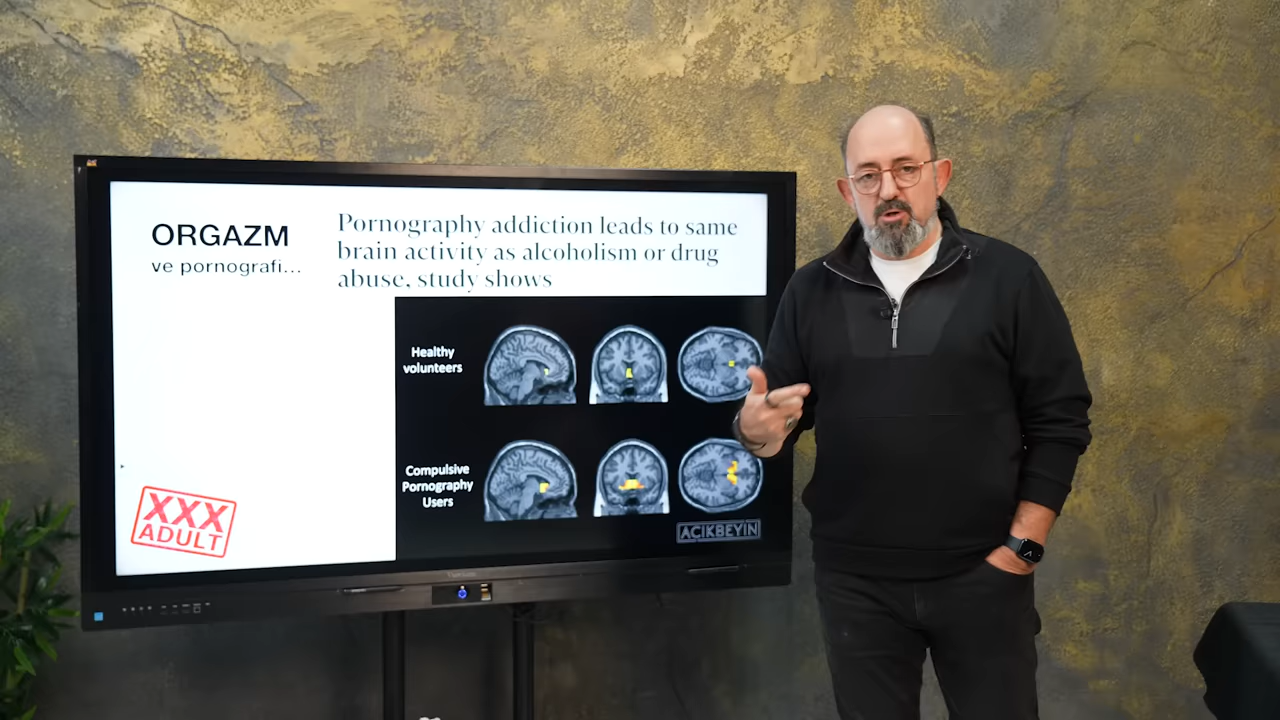 ORGAZM
ve pornografi...
Pornography addiction leads to same
brain activity as alcoholism or drug
abuse, study shows
Healthy
volunteers
Compulsive
Pornography
Users
XXX
ADULT
AÇIKBEYİN